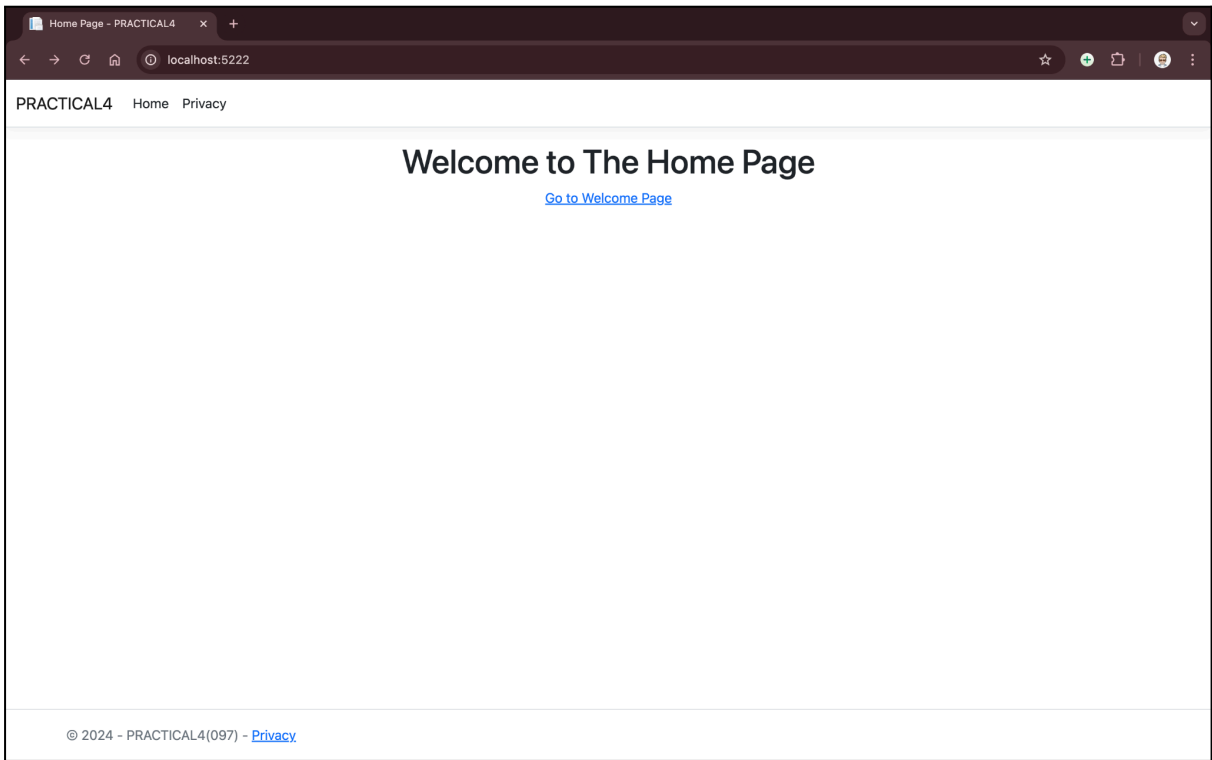 Home Page - PRACTICAL4
localhost:5222
PRACTICAL4 Home Privacy
Welcome to The Home Page
Go to Welcome Page
© 2024 - PRACTICAL4(097) - Privacy